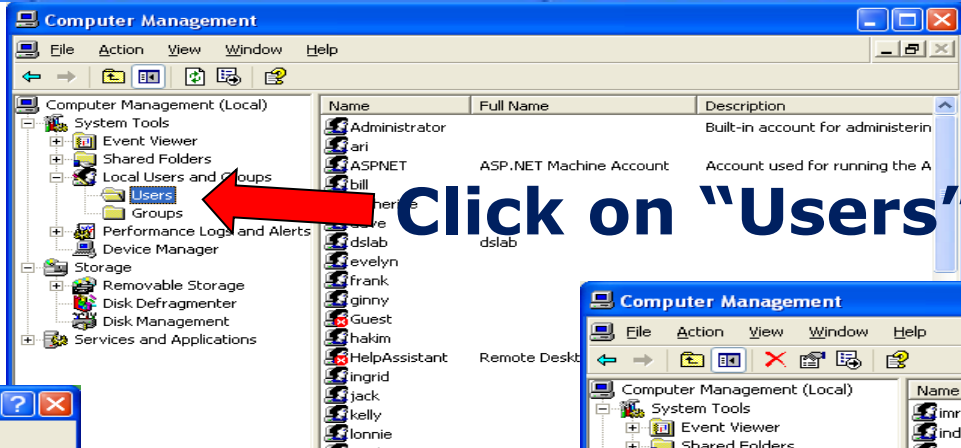 Computer Management
File Action View Window Help
Computer Management (Local)
System Tools
Event Viewer
Shared Folders
Local Users and Groups
Users
Groups
Performance Logs and Alerts
Device Manager
Storage
Removable Storage
Disk Defragmenter
Disk Management
Services and Applications
Name Full Name Description
Administrator Built-in account for administerin
ari
ASPNET ASP.NET Machine Account Account used for running the A
bill
dslab dslab
evelyn
frank
ginny
Guest
hakim
HelpAssistant Remote Deskt
ingrid
jack
kelly
lonnie
Click on “Users”
Computer Management
File Action View Window Help
Computer Management (Local)
System Tools
Event Viewer
Shared Folders
Name
imr
ind